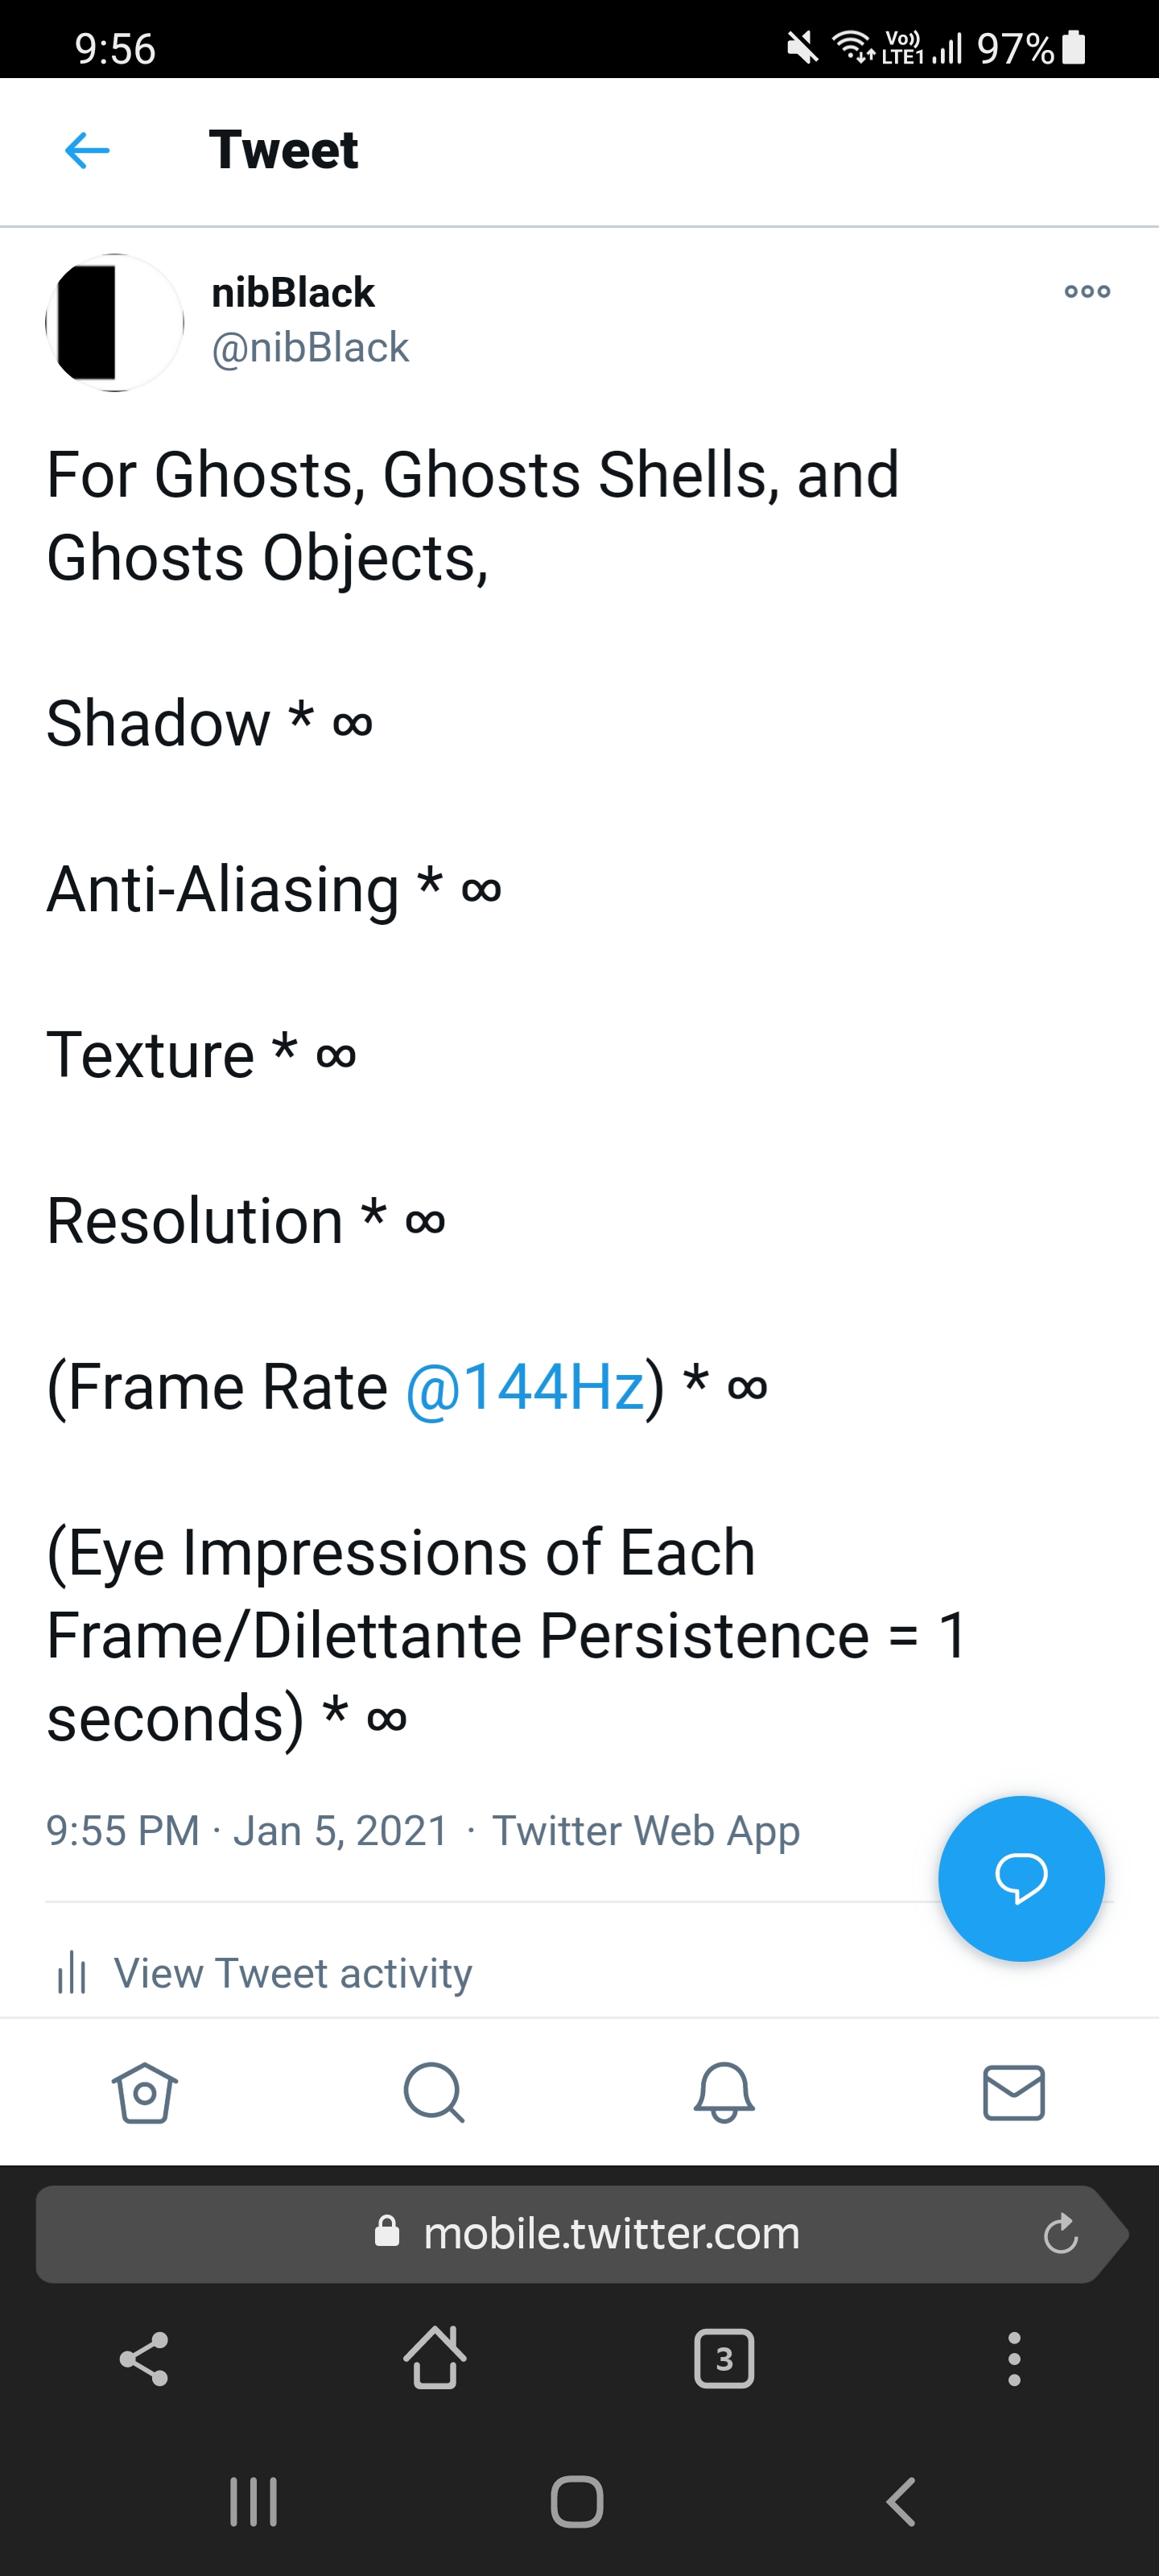 9:56
Vo)) LTE1 97%
Tweet
nibBlack
@nibBlack
For Ghosts, Ghosts Shells, and
Ghosts Objects,
Shadow * ∞
Anti-Aliasing * ∞
Texture * ∞
Resolution * ∞
(Frame Rate @144Hz) * ∞
(Eye Impressions of Each
Frame/Dilettante Persistence = 1
seconds) * ∞
9:55 PM · Jan 5, 2021 · Twitter Web App
View Tweet activity
mobile.twitter.com
3